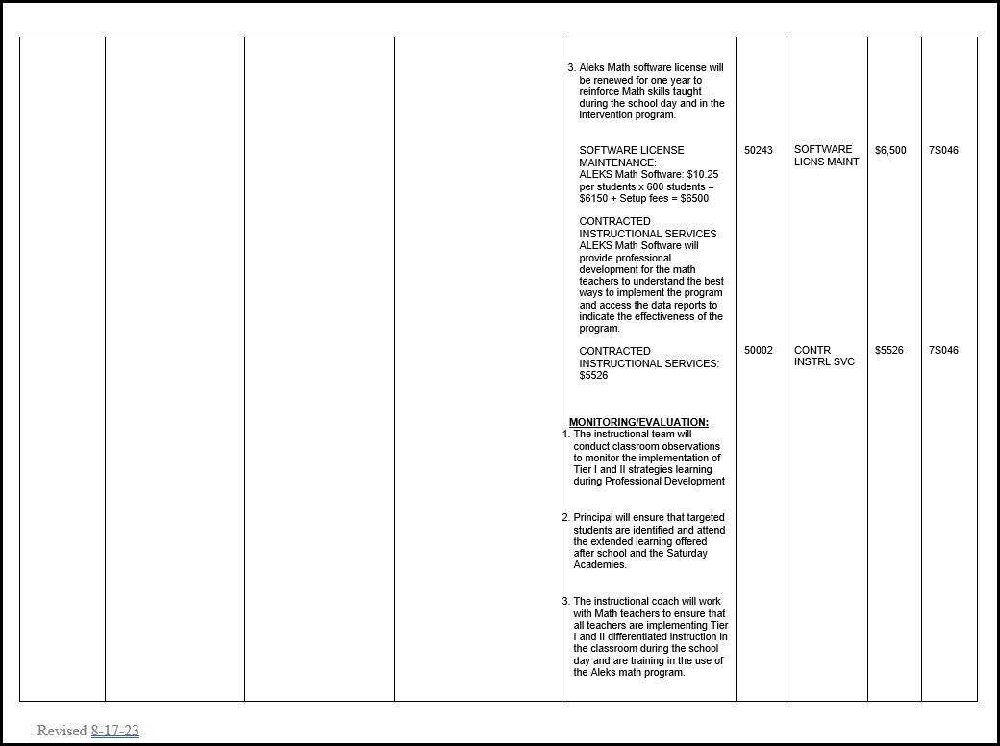 3. Aleks Math software license will
be renewed for one year to
reinforce Math skills taught
during the school day and in the
intervention program.
SOFTWARE LICENSE
MAINTENANCE:
ALEKS Math Software: $10.25
per students x 600 students =
$6150 + Setup fees = $6500
50243
SOFTWARE
LICNS MAINT
$6,500
7S046
CONTRACTED
INSTRUCTIONAL SERVICES
ALEKS Math Software will
provide professional
development for the math
teachers to understand the best
ways to implement the program
and access the data reports to
indicate the effectiveness of the
program.
CONTRACTED
INSTRUCTIONAL SERVICES:
$5526
50002
CONTR
INSTRL SVC
$5526
7S046
MONITORING/EVALUATION:
1. The instructional team will
conduct classroom observations
to monitor the implementation of
Tier I and II strategies learning
during Professional Development
2. Principal will ensure that targeted
students are identified and attend
the extended learning offered
after school and the Saturday
Academies.
3. The instructional coach will work
with Math teachers to ensure that
all teachers are implementing Tier
I and II differentiated instruction in
the classroom during the school
day and are training in the use of
the Aleks math program.
Revised 8-17-23